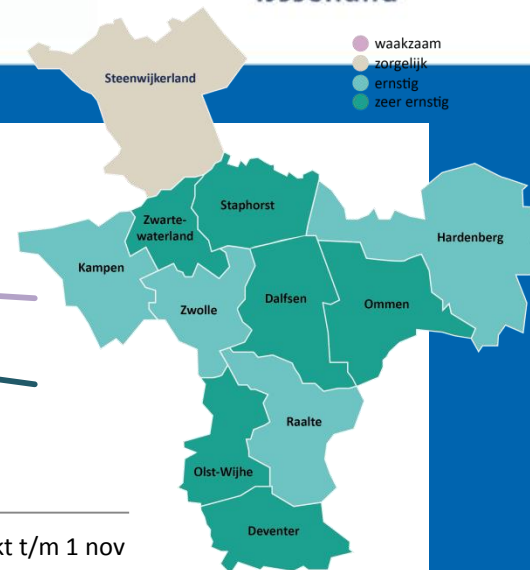 waakzaam
zorgelijk
ernstig
zeer ernstig
Steenwijkerland
Staphorst
Zwarte-
waterland
Hardenberg
Kampen
Zwolle
Dalfsen
Ommen
Raalte
Olst-Wijhe
Deventer
t/m 1 nov